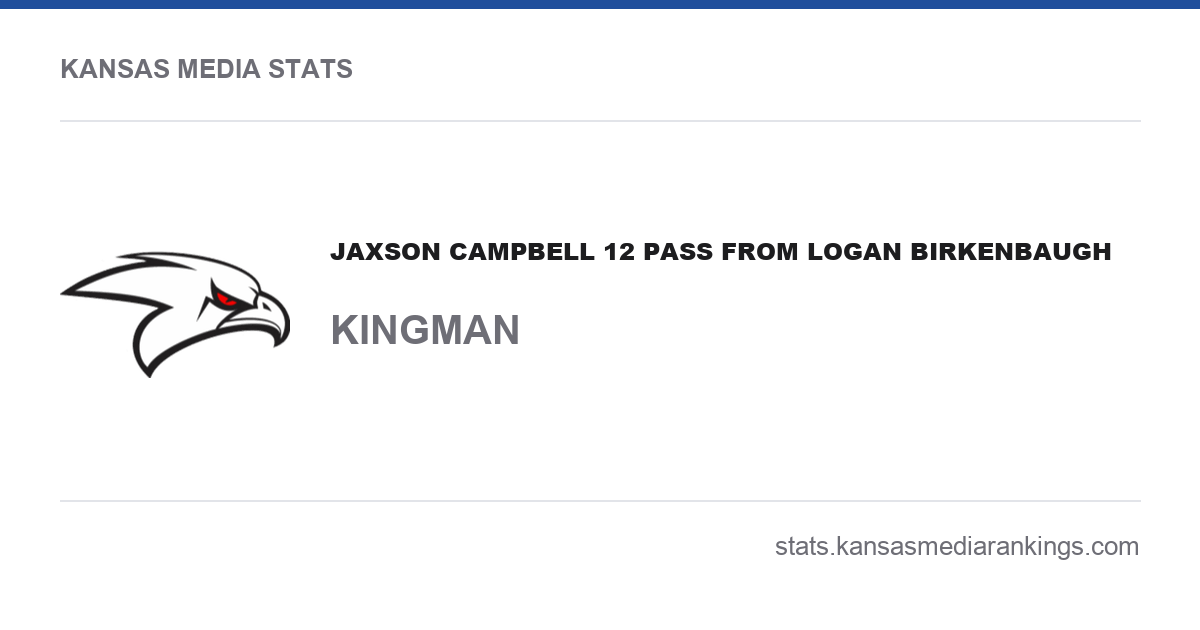 KANSAS MEDIA STATS
JAXSON CAMPBELL 12 PASS FROM LOGAN BIRKENBAUGH
KINGMAN
stats.kansasmediarankings.com